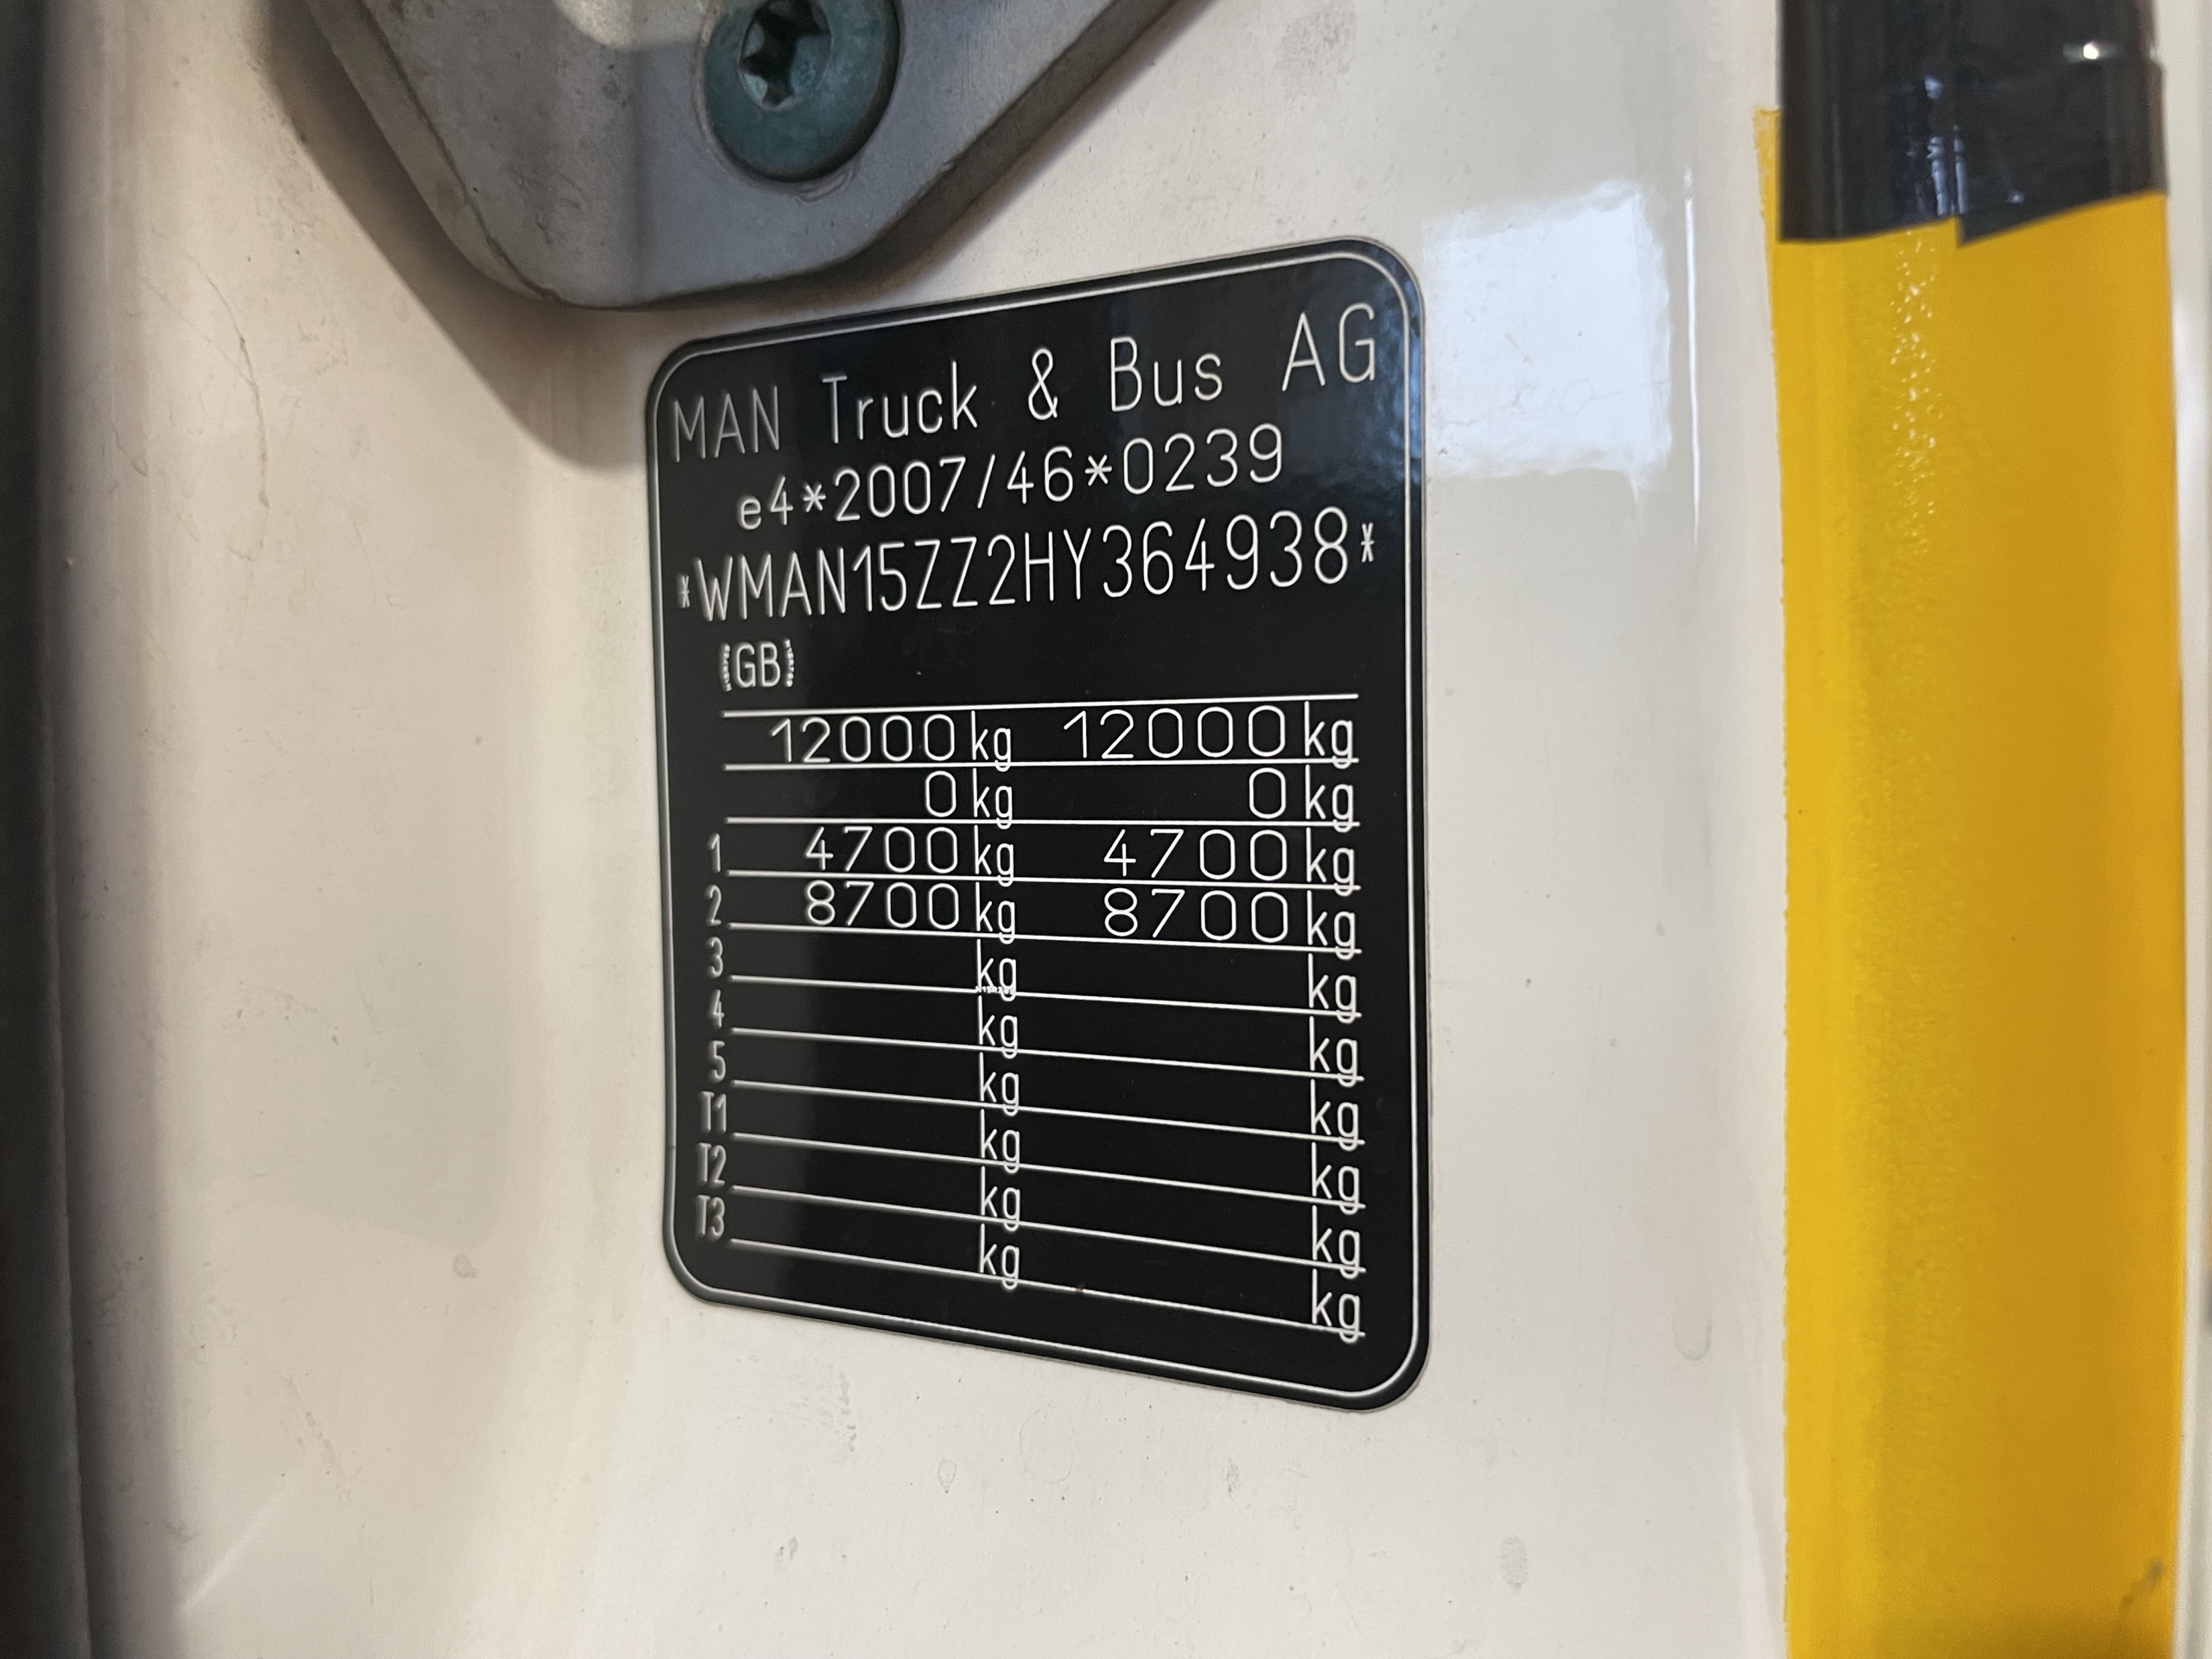 MAN Truck & Bus AG
e4*2007/46*0239
*WMAN15ZZ2HY364938*
(GB)
12000 kg 12000 kg
0 kg 0 kg
1 4700 kg 4700 kg
2 8700 kg 8700 kg
3 kg kg
4 kg kg
5 kg kg
T1 kg kg
T2 kg kg
T3 kg kg